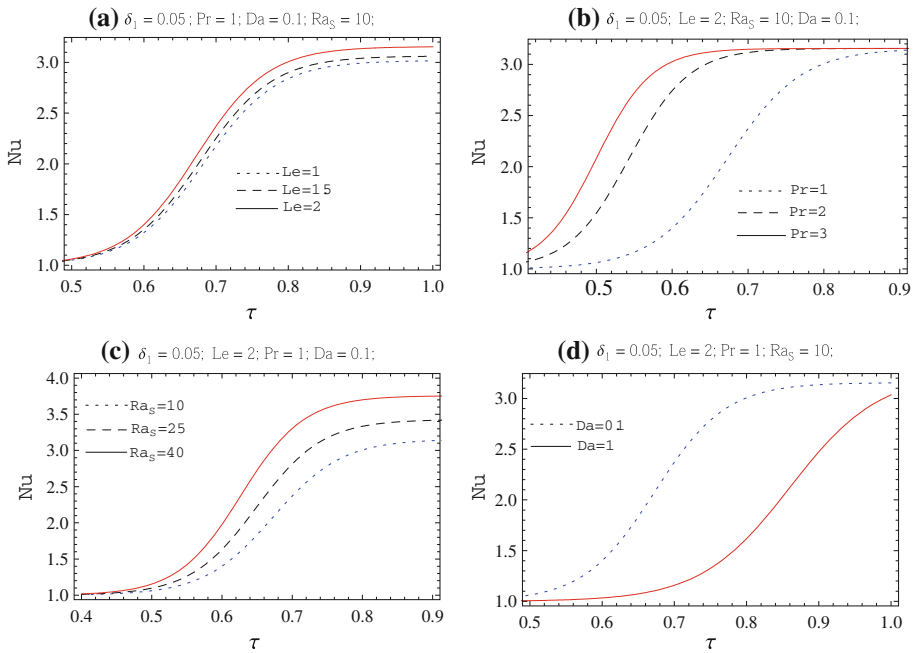 (a) δ1 = 0.05; Pr = 1; Da = 0.1; RaS = 10;
Nu
3.0
2.5
2.0
1.5
1.0
Le=1
Le=1 5
Le=2
0.5 0.6 0.7 0.8 0.9 1.0
τ
(b) δ1 = 0.05; Le = 2; RaS = 10; Da = 0.1;
Nu
3.0
2.5
2.0
1.5
1.0
Pr=1
Pr=2
Pr=3
0.5 0.6 0.7 0.8 0.9
τ
(c) δ1 = 0.05; Le = 2; Pr = 1; Da = 0.1;
Nu
4.0
3.5
3.0
2.5
2.0
1.5
1.0
RaS=10
RaS=25
RaS=40
0.4 0.5 0.6 0.7 0.8 0.9
τ
(d) δ1 = 0.05; Le = 2; Pr = 1; RaS = 10;
Nu
3.0
2.5
2.0
1.5
1.0
Da=0.1
Da=1
0.5 0.6 0.7 0.8 0.9 1.0
τ